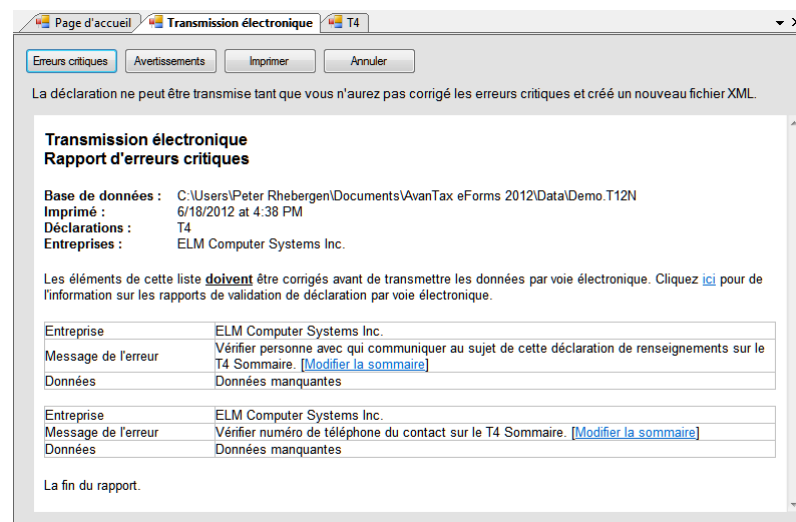 Page d'accueil
Transmission électronique
T4
Erreurs critiques
Avertissements
Imprimer
Annuler
La déclaration ne peut être transmise tant que vous n'aurez pas corrigé les erreurs critiques et créé un nouveau fichier XML.
Transmission électronique
Rapport d'erreurs critiques
Base de données : C:\Users\Peter Rhebergen\Documents\AvanTax eForms 2012\Data\Demo.T12N
Imprimé : 6/18/2012 at 4:38 PM
Déclarations : T4
Entreprises : ELM Computer Systems Inc.
Les éléments de cette liste doivent être corrigés avant de transmettre les données par voie électronique. Cliquez ici pour de
l'information sur les rapports de validation de déclaration par voie électronique.
Entreprise ELM Computer Systems Inc.
Message de l'erreur Vérifier personne avec qui communiquer au sujet de cette déclaration de renseignements sur le
T4 Sommaire. [Modifier la sommaire]
Données Données manquantes
Entreprise ELM Computer Systems Inc.
Message de l'erreur Vérifier numéro de téléphone du contact sur le T4 Sommaire. [Modifier la sommaire]
Données Données manquantes
La fin du rapport.